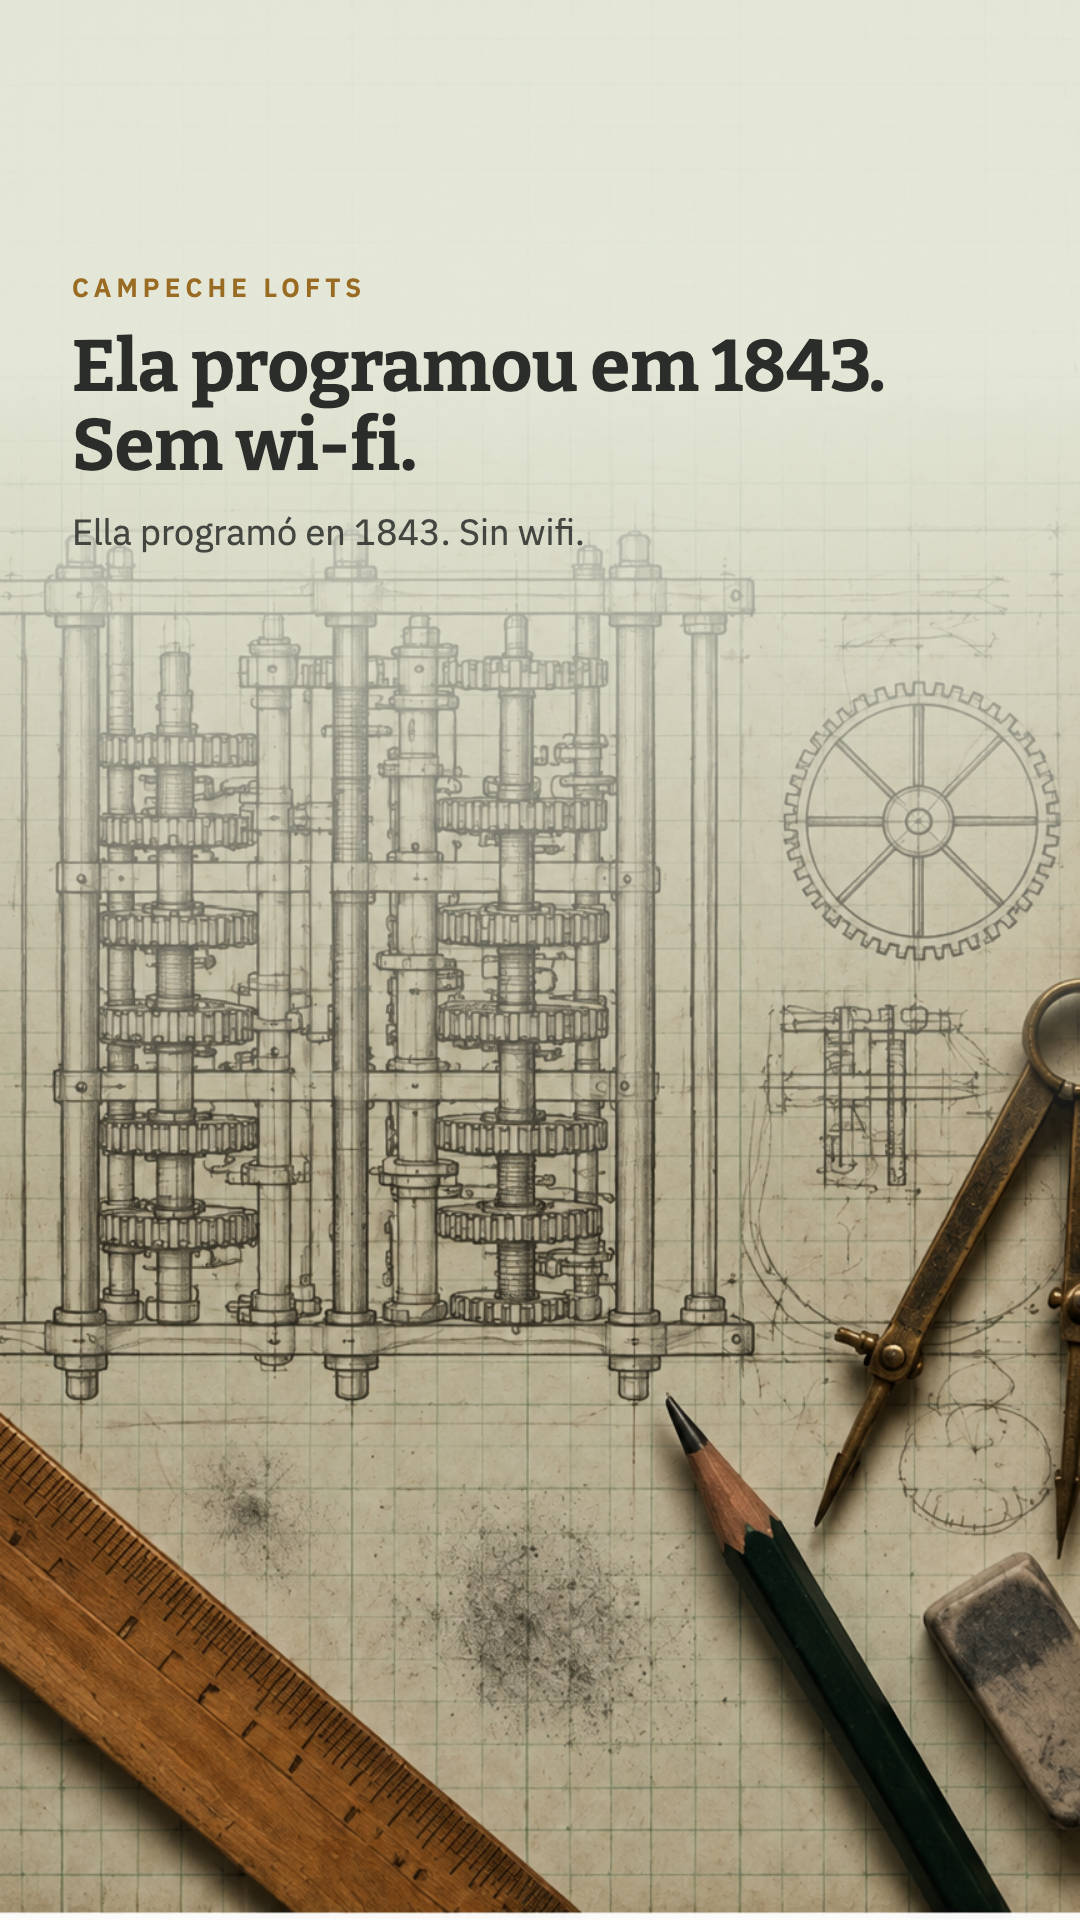 CAMPECHE LOFTS
Ela programou em 1843.
Sem wi-fi.
Ella programó en 1843. Sin wifi.